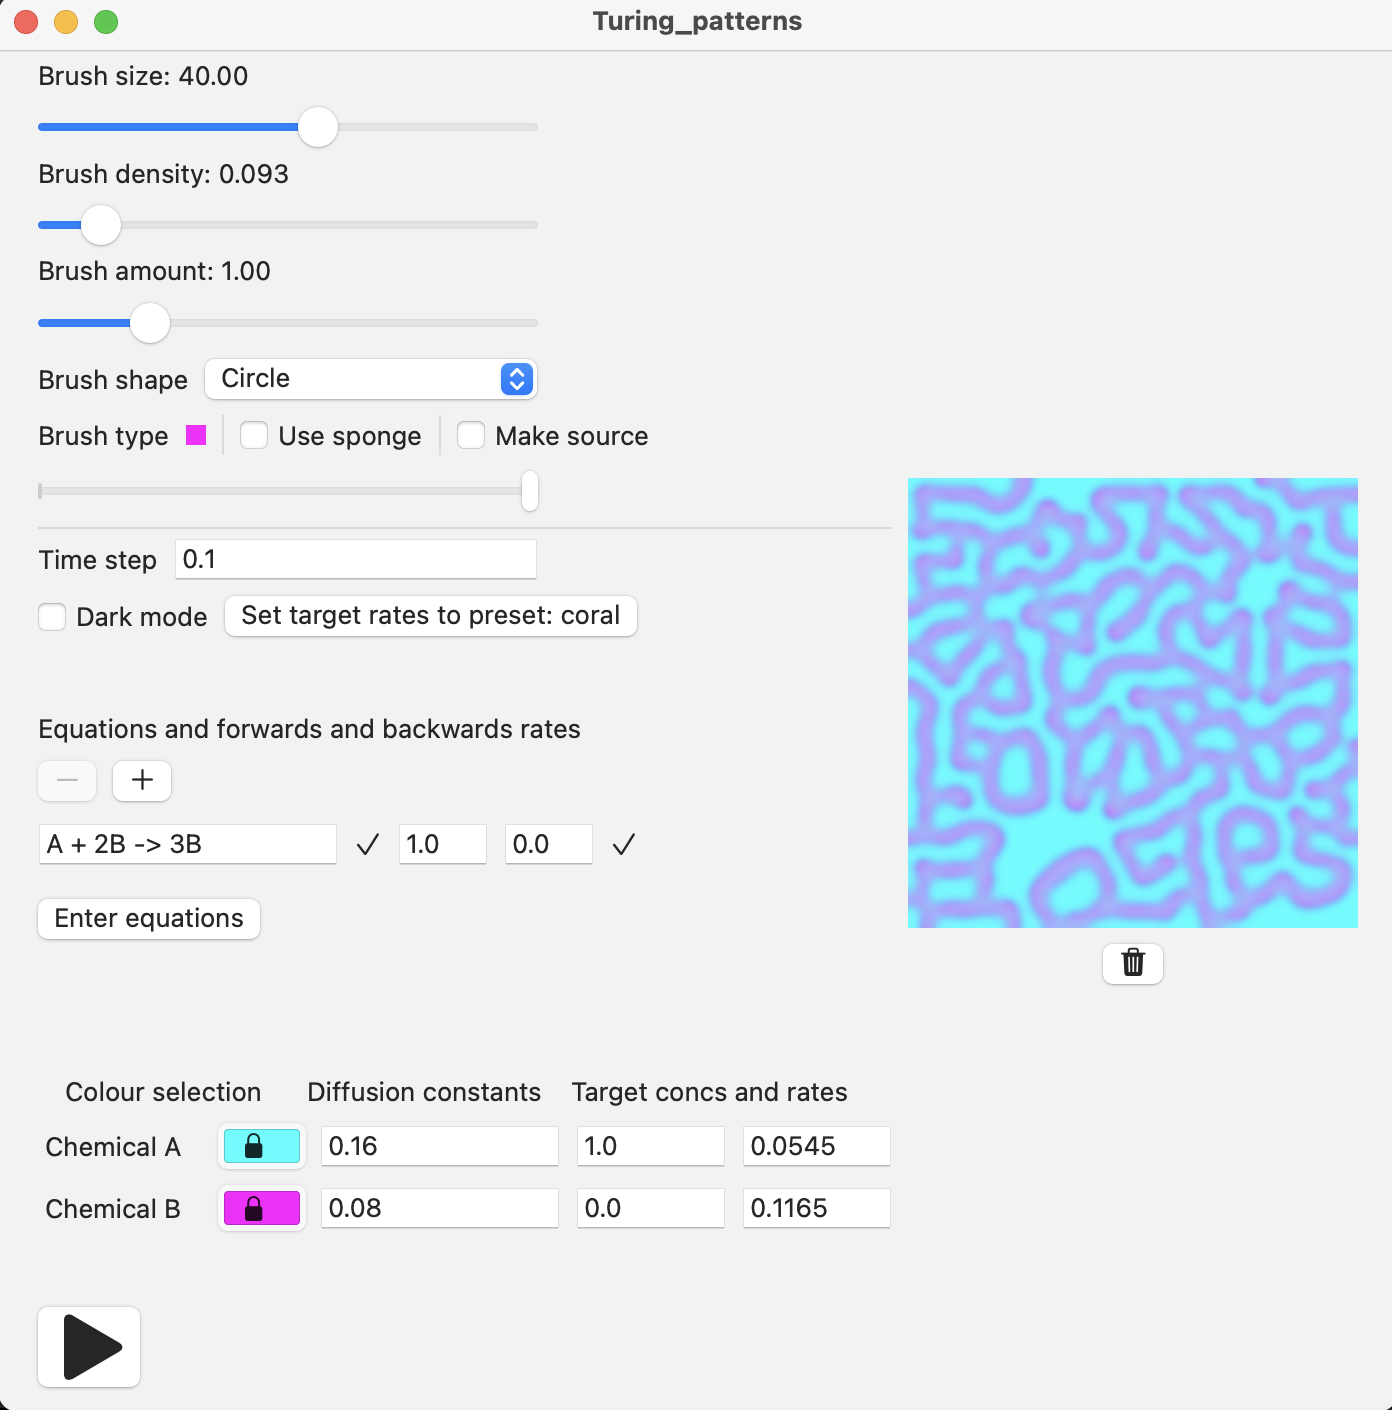 Turing_patterns
Brush size: 40.00
Brush density: 0.093
Brush amount: 1.00
Brush shape Circle
Brush type Use sponge Make source
Time step 0.1
Dark mode Set target rates to preset: coral
Equations and forwards and backwards rates
A + 2B -> 3B 1.0 0.0
Enter equations
Colour selection Diffusion constants Target concs and rates
Chemical A 0.16 1.0 0.0545
Chemical B 0.08 0.0 0.1165